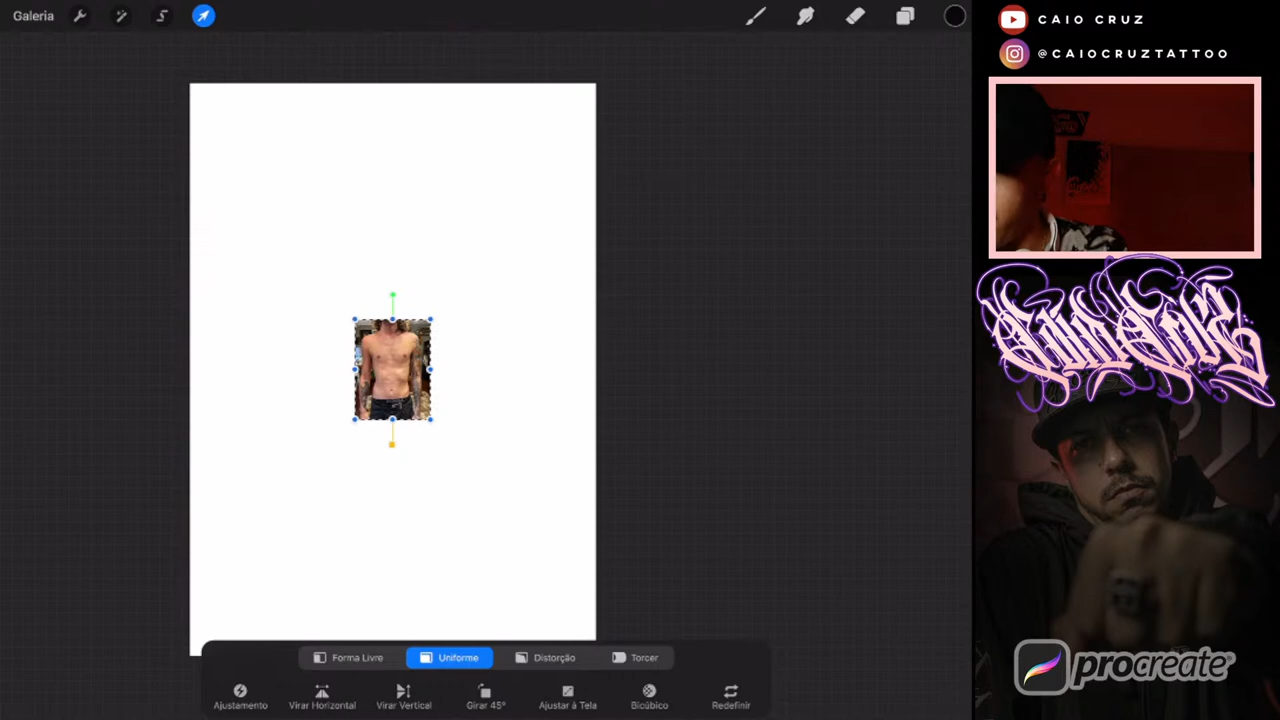 Galeria
CAIO CRUZ
@CAIOCRUZTATTOO
Forma Livre
Uniforme
Distorção
Torcer
Ajustamento
Virar Horizontal
Virar Vertical
Girar 45º
Ajustar à Tela
Bicúbico
Redefinir
procreate